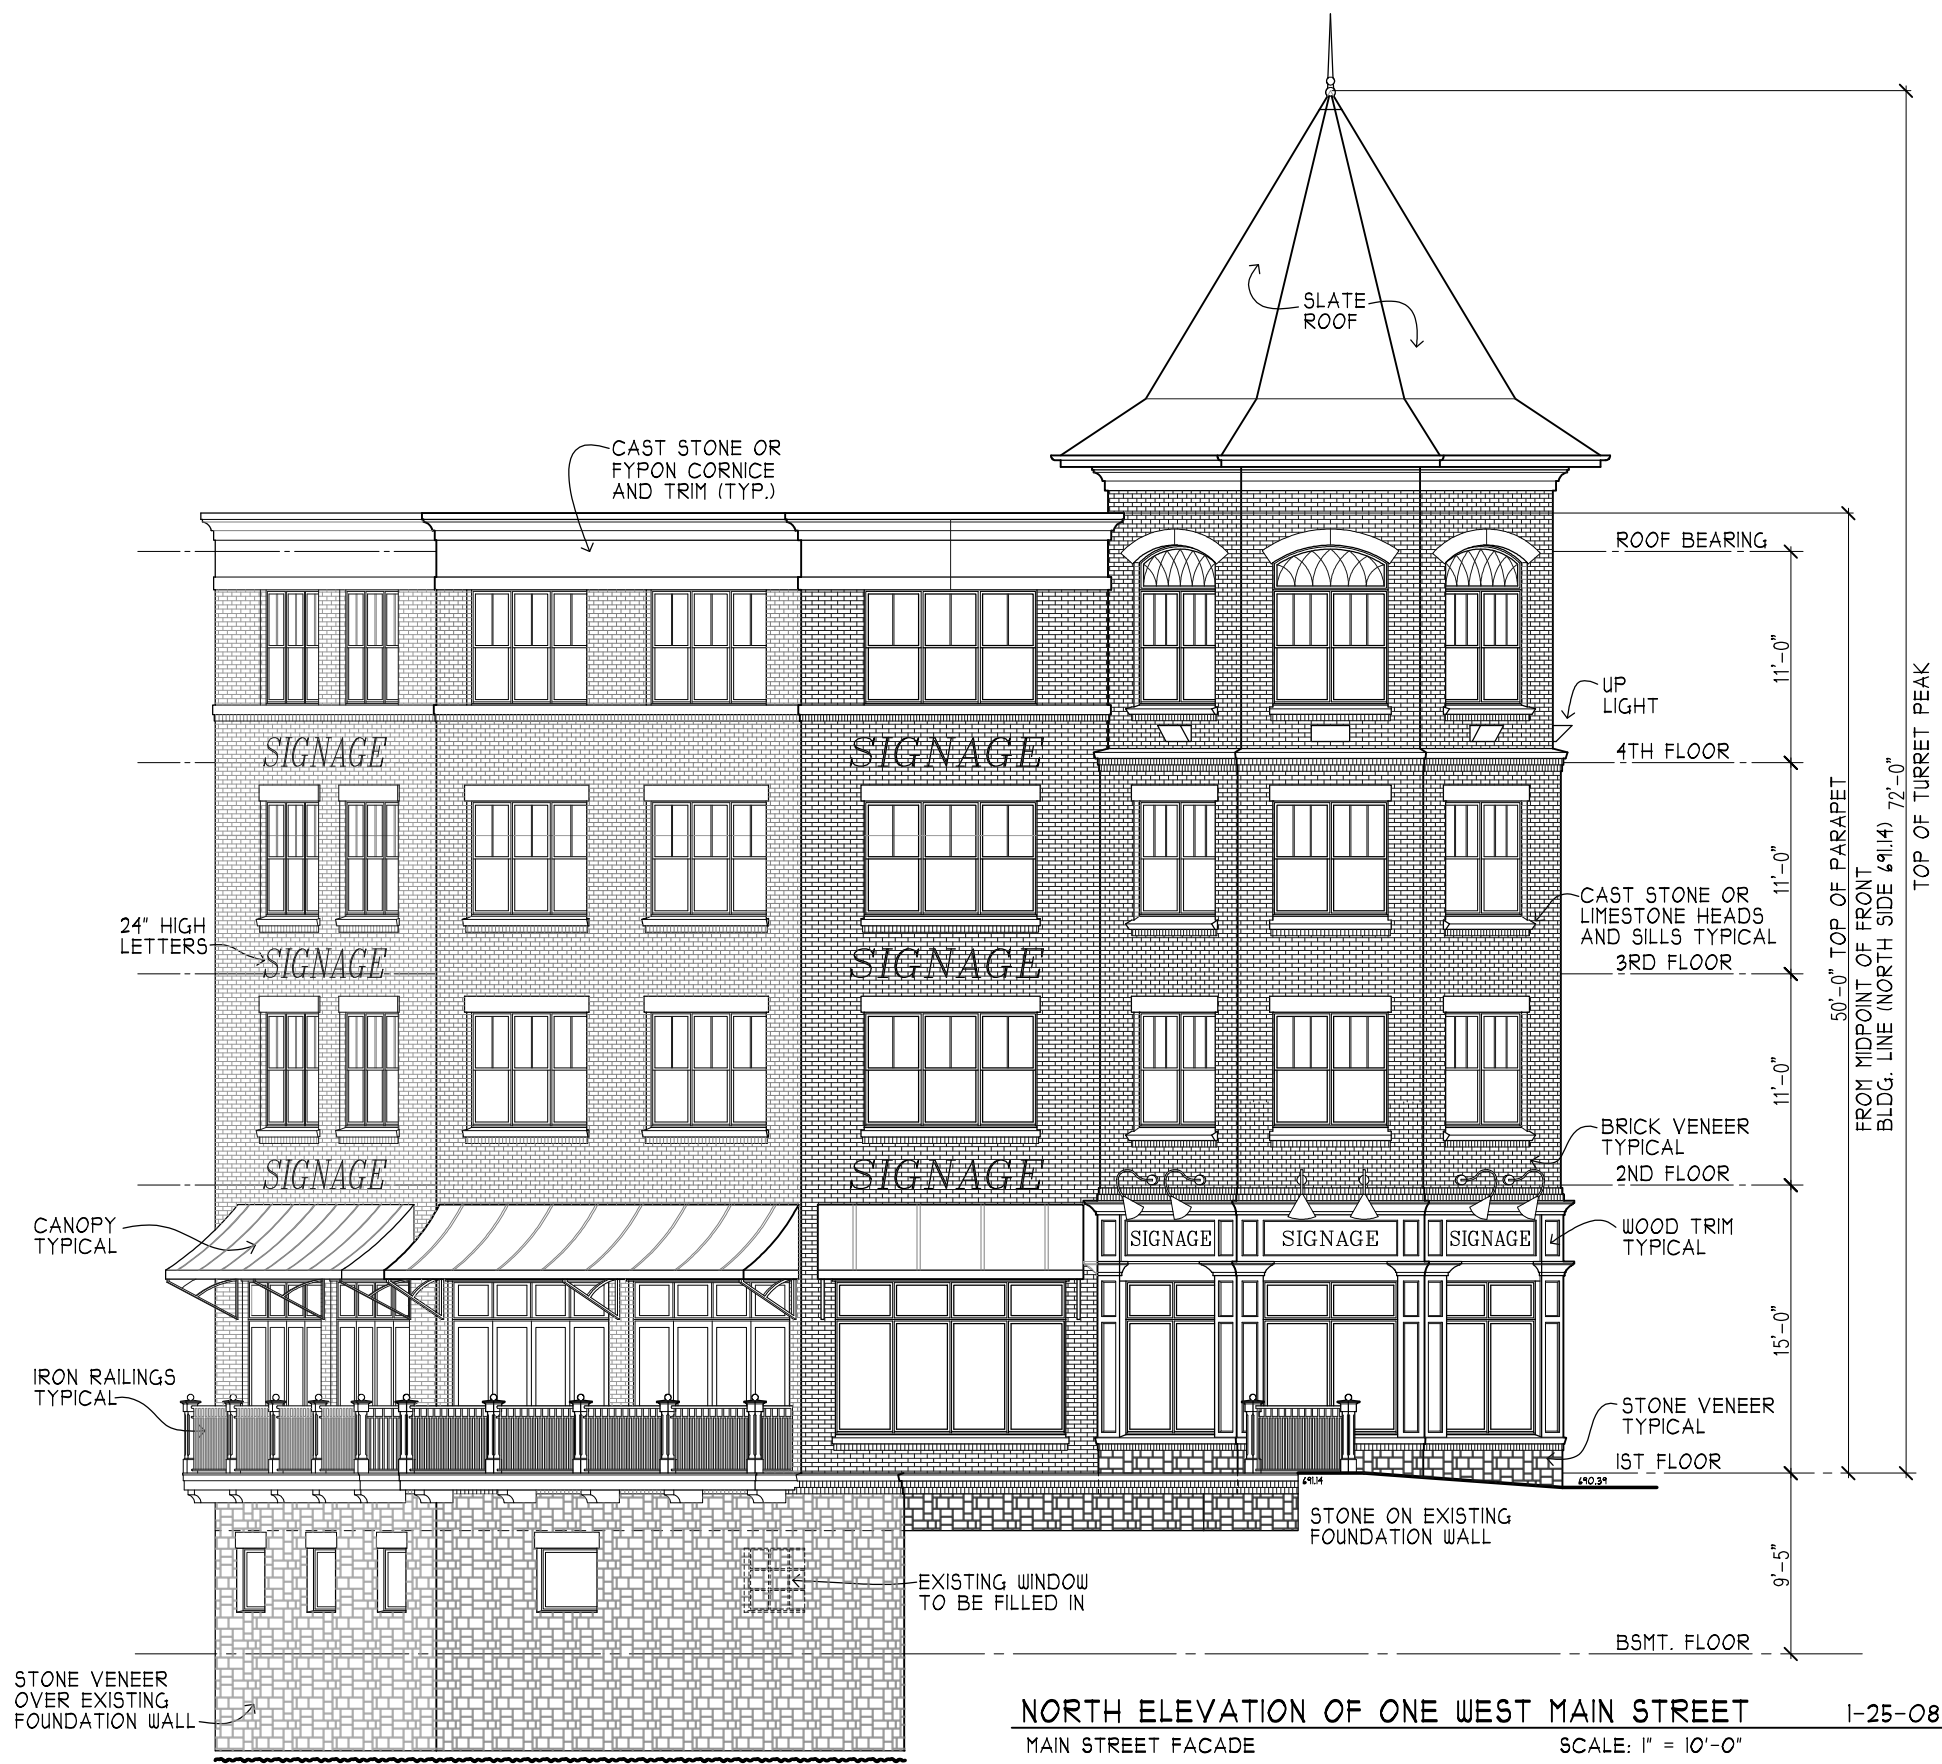 SLATE
ROOF
CAST STONE OR
FYPON CORNICE
AND TRIM (TYP.)
ROOF BEARING
11'-0"
UP
LIGHT
SIGNAGE
SIGNAGE
4TH FLOOR
TOP OF TURRET PEAK
72'-0"
50'-0" TOP OF PARAPET
FROM MIDPOINT OF FRONT
BLDG. LINE (NORTH SIDE 691.14)
11'-0"
CAST STONE OR
LIMESTONE HEADS
AND SILLS TYPICAL
24" HIGH
LETTERS
SIGNAGE
SIGNAGE
3RD FLOOR
11'-0"
BRICK VENEER
TYPICAL
SIGNAGE
SIGNAGE
2ND FLOOR
CANOPY
TYPICAL
SIGNAGE
SIGNAGE
SIGNAGE
WOOD TRIM
TYPICAL
15'-0"
IRON RAILINGS
TYPICAL
STONE VENEER
TYPICAL
1ST FLOOR
691.14
690.39
STONE ON EXISTING
FOUNDATION WALL
9'-5"
EXISTING WINDOW
TO BE FILLED IN
BSMT. FLOOR
STONE VENEER
OVER EXISTING
FOUNDATION WALL
NORTH ELEVATION OF ONE WEST MAIN STREET
1-25-08
MAIN STREET FACADE
SCALE: 1" = 10'-0"